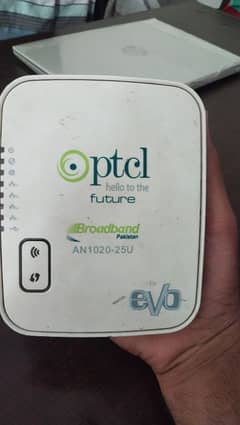 ptcl
hello to the
future
Broadband
Pakistan
AN1020-25U
evo